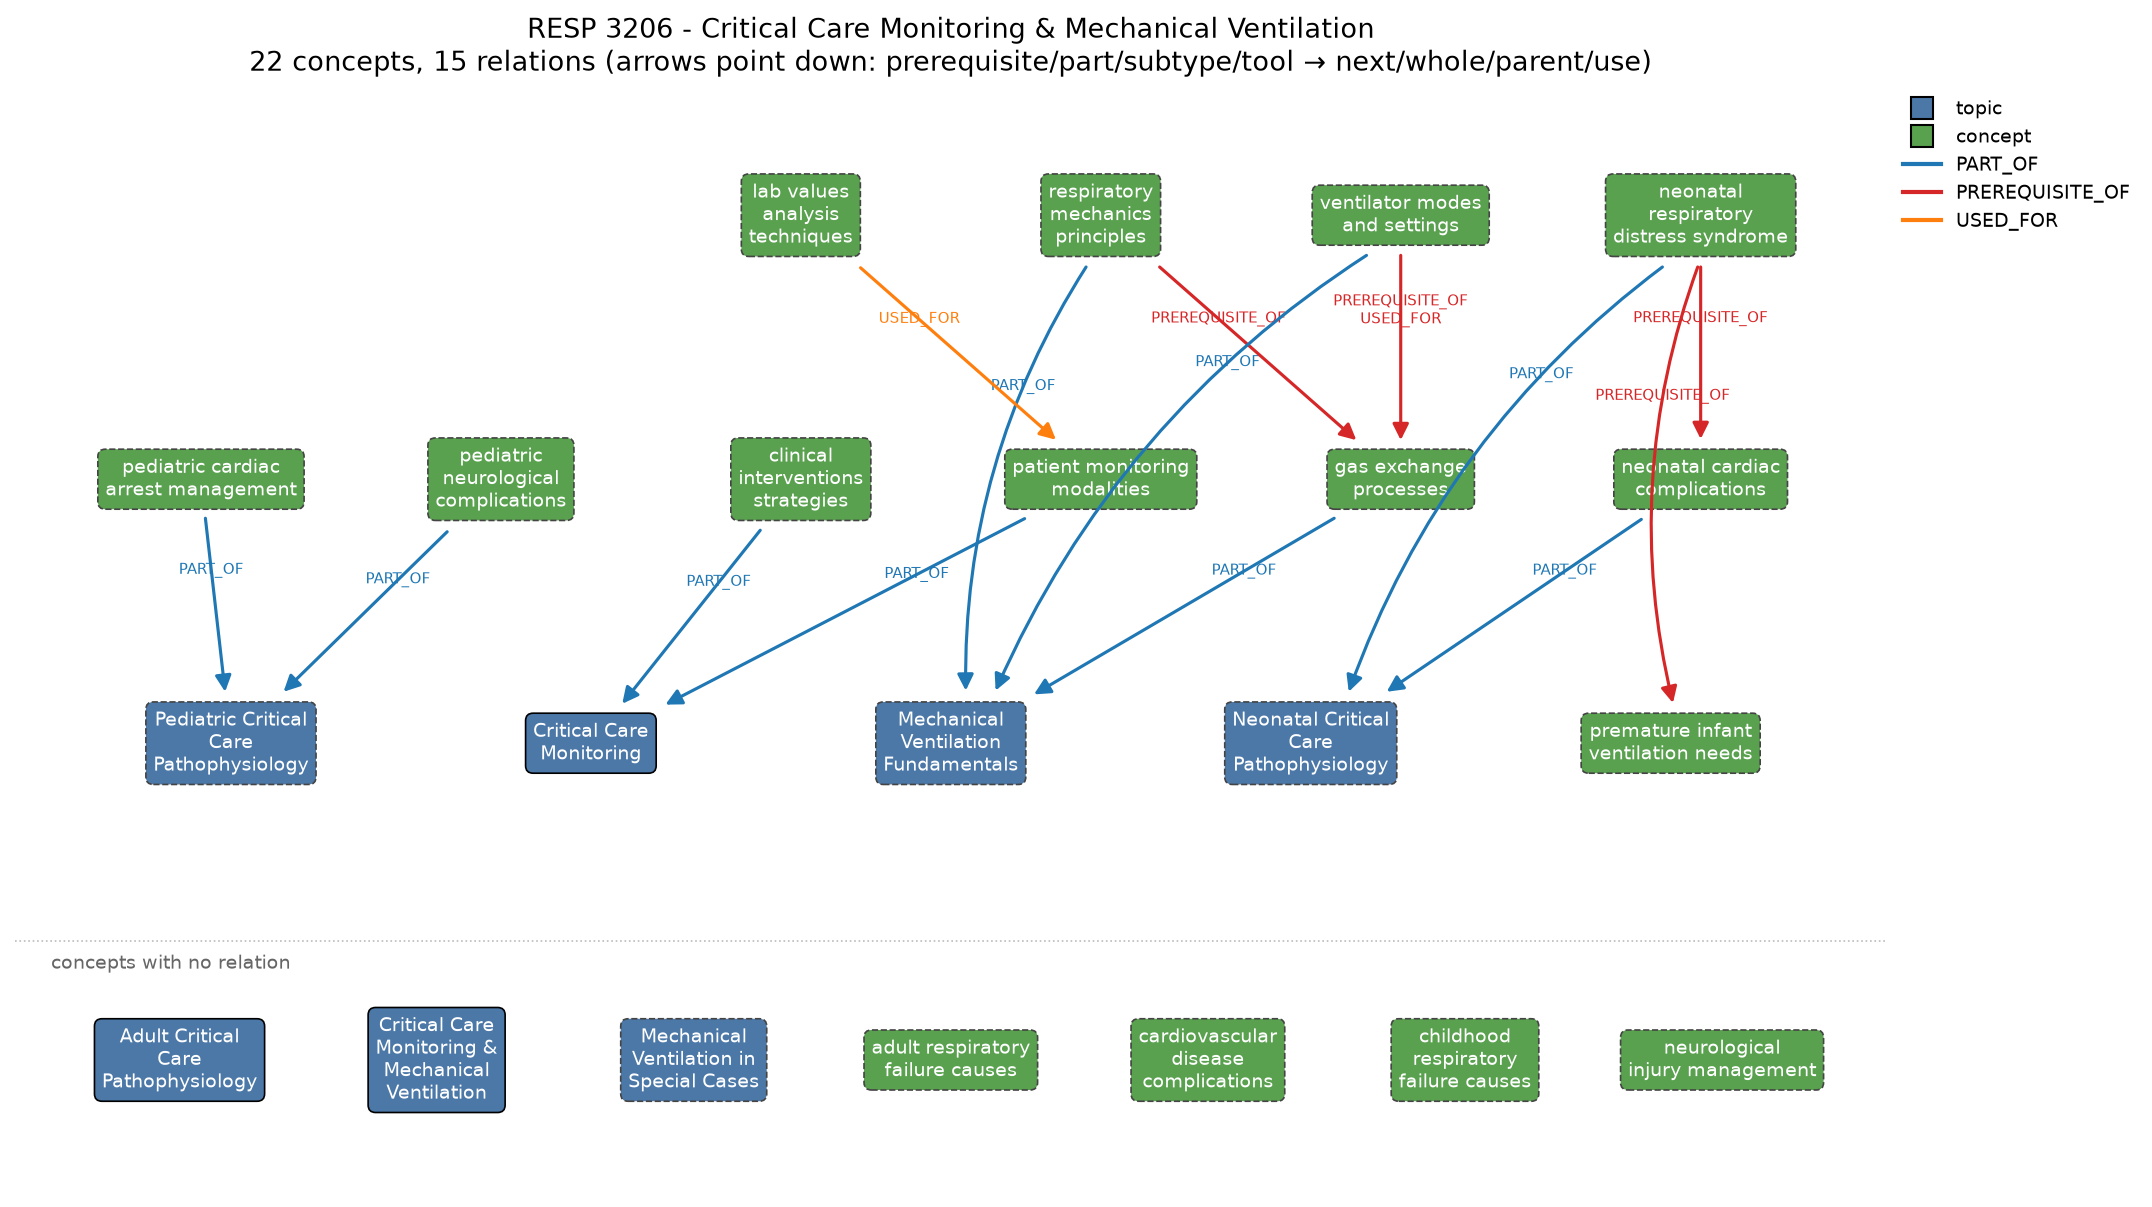 RESP 3206 - Critical Care Monitoring & Mechanical Ventilation
22 concepts, 15 relations (arrows point down: prerequisite/part/subtype/tool → next/whole/parent/use)
topic
concept
PART_OF
PREREQUISITE_OF
USED_FOR
lab values
analysis
techniques
respiratory
mechanics
principles
ventilator modes
and settings
neonatal
respiratory
distress syndrome
USED_FOR
PREREQUISITE_OF
PREREQUISITE_OF
USED_FOR
PREREQUISITE_OF
PART_OF
PART_OF
PART_OF
PREREQUISITE_OF
pediatric cardiac
arrest management
pediatric
neurological
complications
clinical
interventions
strategies
patient monitoring
modalities
gas exchange
processes
neonatal cardiac
complications
PART_OF
PART_OF
PART_OF
PART_OF
PART_OF
PART_OF
Pediatric Critical
Care
Pathophysiology
Critical Care
Monitoring
Mechanical
Ventilation
Fundamentals
Neonatal Critical
Care
Pathophysiology
premature infant
ventilation needs
concepts with no relation
Adult Critical
Care
Pathophysiology
Critical Care
Monitoring &
Mechanical
Ventilation
Mechanical
Ventilation in
Special Cases
adult respiratory
failure causes
cardiovascular
disease
complications
childhood
respiratory
failure causes
neurological
injury management